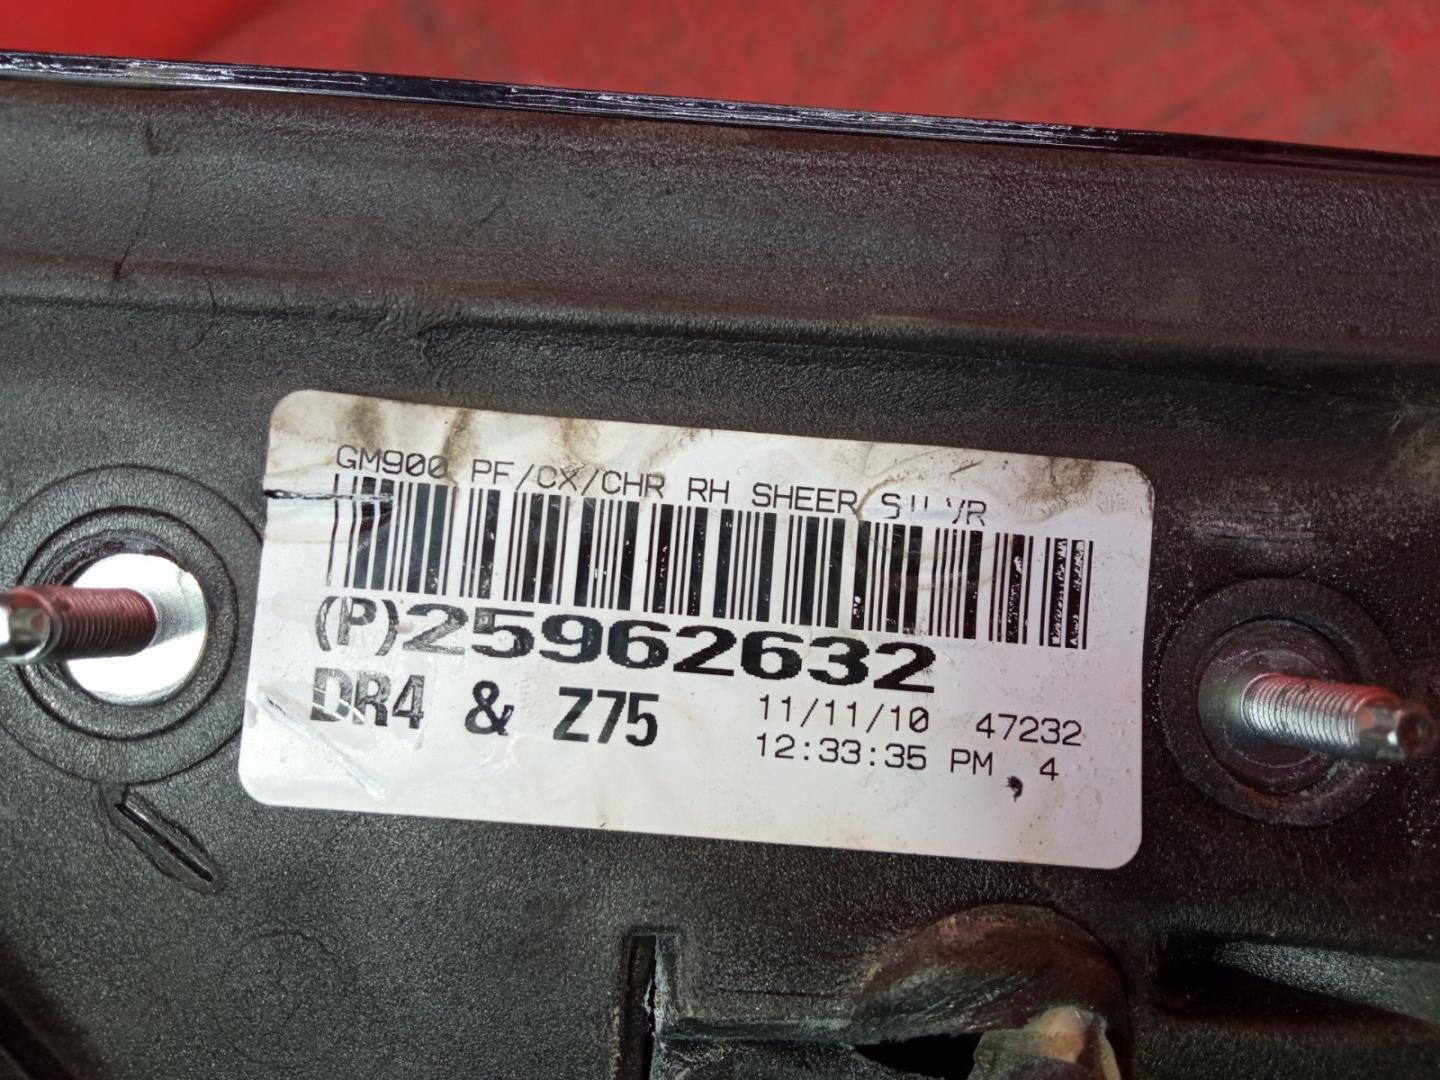 GM900 PF/CX/CHR RH SHEER
(P)25962632
DR4 & Z75
11/11/10 47232
12:33:35 PM 4